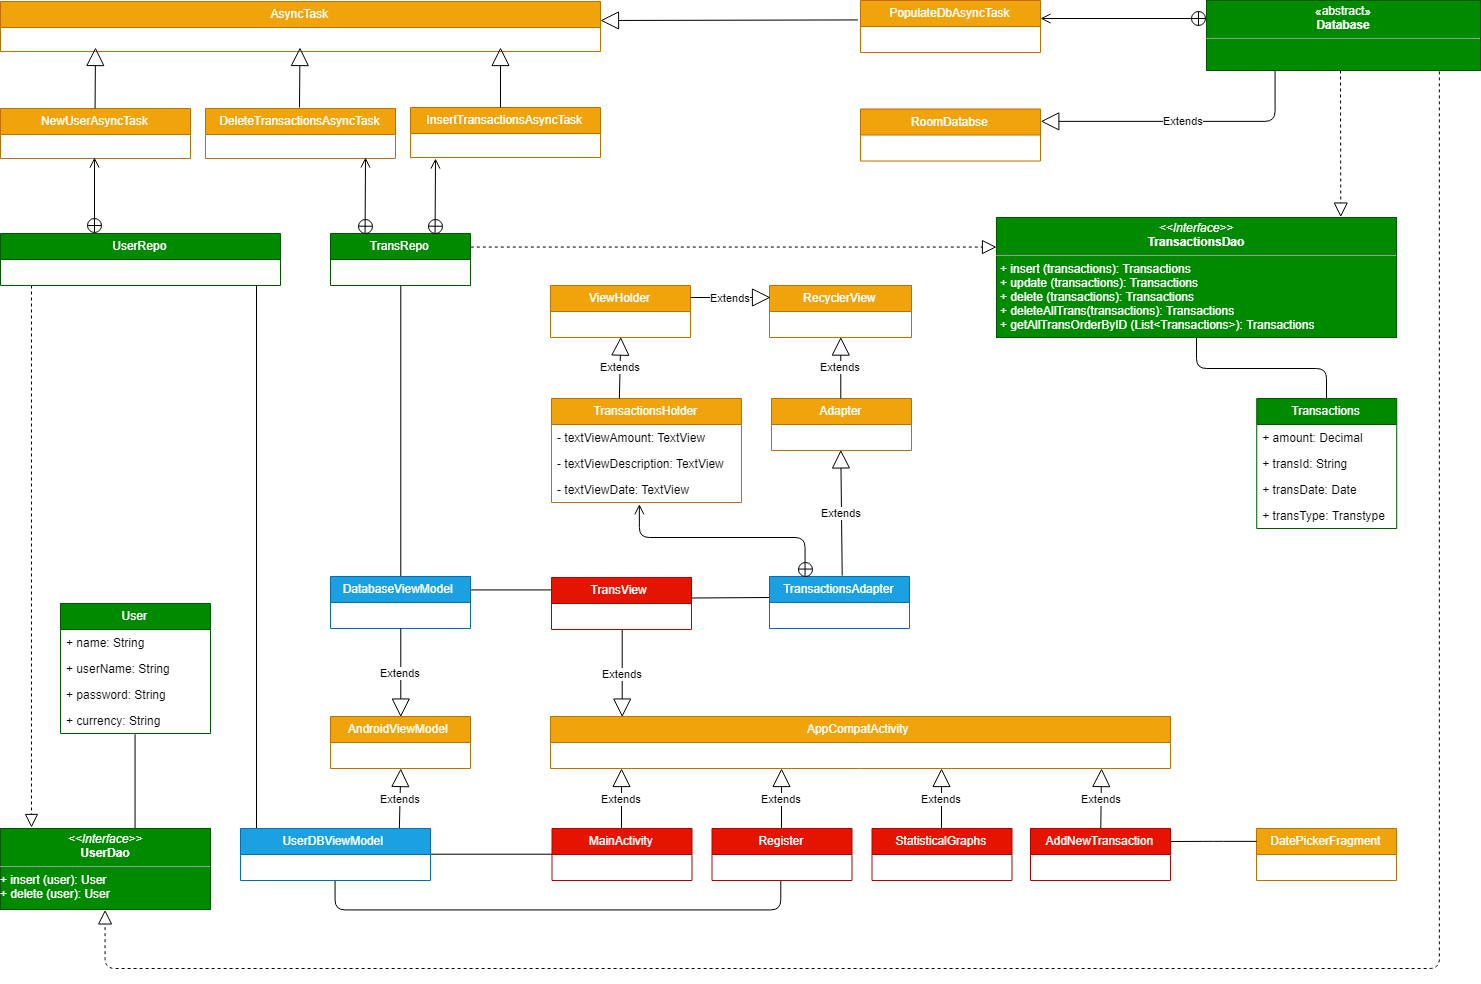 AsyncTask
PopulateDbAsyncTask
«abstract»
Database
NewUserAsyncTask
DeleteTransactionsAsyncTask
InsertTransactionsAsyncTask
RoomDatabse
Extends
UserRepo
TransRepo
<<Interface>>
TransactionsDao
+ insert (transactions): Transactions
+ update (transactions): Transactions
+ delete (transactions): Transactions
+ deleteAllTrans(transactions): Transactions
+ getAllTransOrderByID (List<Transactions>): Transactions
ViewHolder
Extends
RecyclerView
Extends
Extends
TransactionsHolder
- textViewAmount: TextView
- textViewDescription: TextView
- textViewDate: TextView
Adapter
Transactions
+ amount: Decimal
+ transId: String
+ transDate: Date
+ transType: Transtype
Extends
DatabaseViewModel
TransView
TransactionsAdapter
User
+ name: String
+ userName: String
+ password: String
+ currency: String
Extends
Extends
AndroidViewModel
AppCompatActivity
Extends
Extends
Extends
Extends
Extends
<<Interface>>
UserDao
+ insert (user): User
+ delete (user): User
UserDBViewModel
MainActivity
Register
StatisticalGraphs
AddNewTransaction
DatePickerFragment